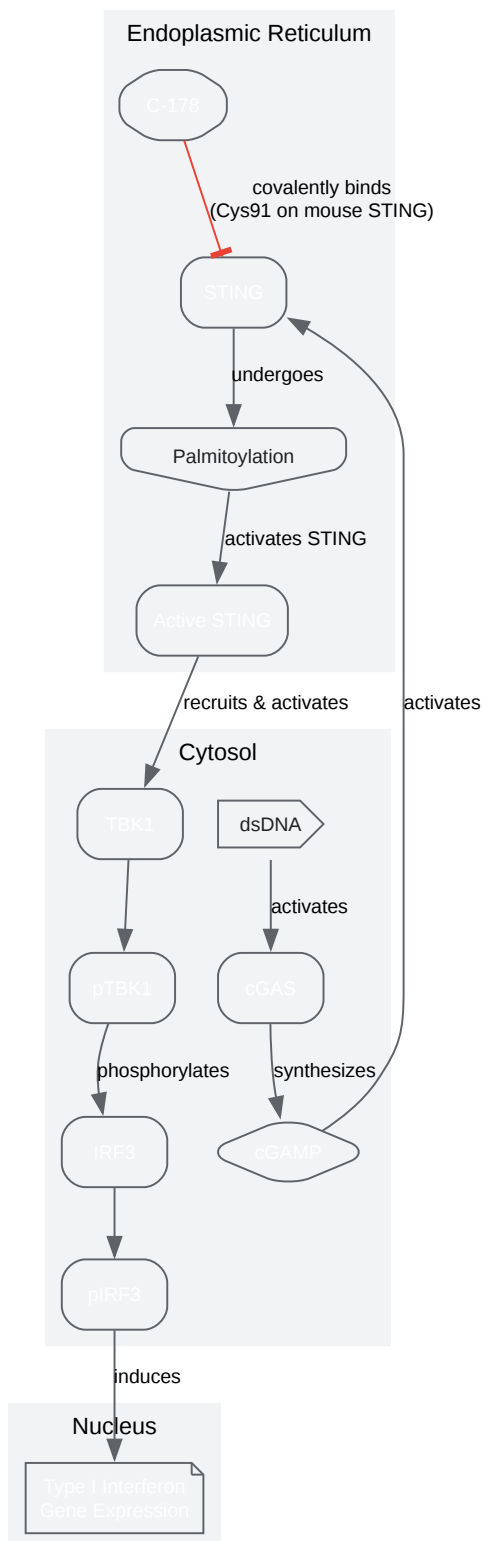 Endoplasmic Reticulum
C-178
covalently binds
(Cys91 on mouse STING)
STING
undergoes
Palmitoylation
activates STING
Active STING
recruits & activates
activates
Cytosol
TBK1
dsDNA
activates
pTBK1
cGAS
phosphorylates
synthesizes
IRF3
cGAMP
pIRF3
induces
Nucleus
Type I Interferon
Gene Expression